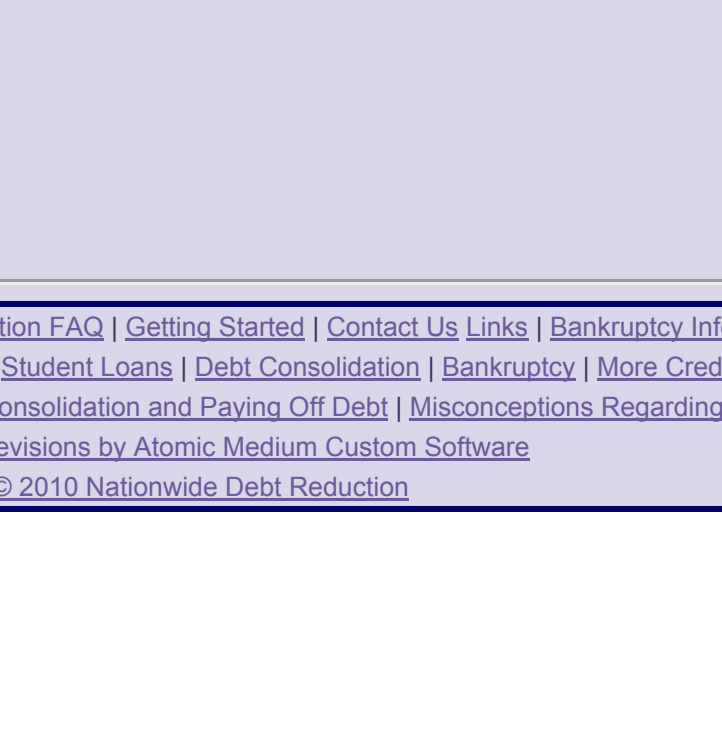 tion FAQ | Getting Started | Contact Us Links | Bankruptcy Inf
Student Loans | Debt Consolidation | Bankruptcy | More Cred
onsolidation and Paying Off Debt | Misconceptions Regarding
evisions by Atomic Medium Custom Software
© 2010 Nationwide Debt Reduction